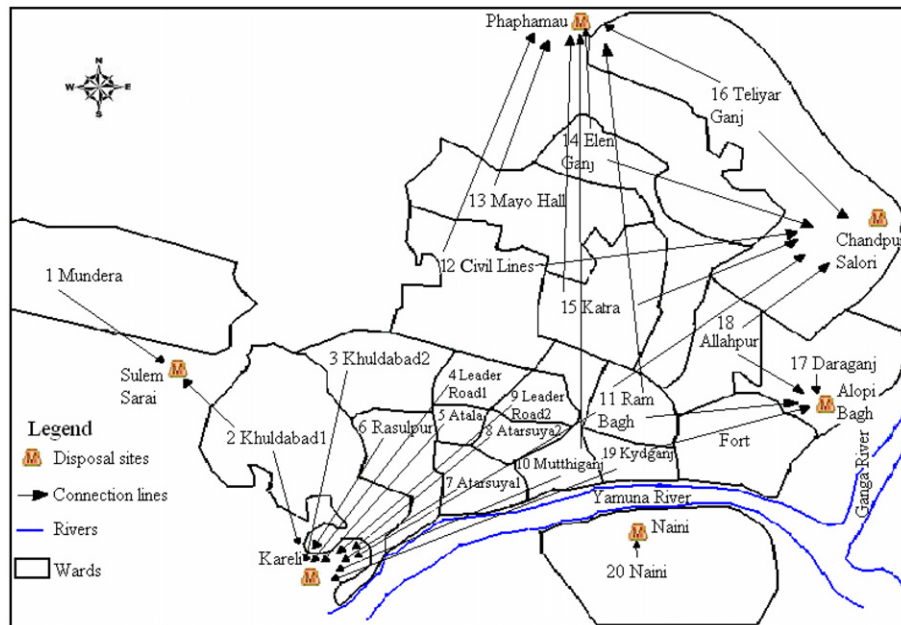 Phaphamau
N
W E
S
16 Teliyar
Ganj
14 Elen
Ganj
13 Mayo Hall
Chandpur
Salori
12 Civil Lines
1 Mundera
15 Katra
18
Allahpur
3 Khuldabad2
17 Daraganj
Sulem
Sarai
4 Leader
Road1
9 Leader
Road2
11 Ram
Bagh
Alopi
Bagh
5 Atala
6 Rasulpur
8 Atarsuya2
2 Khuldabad1
Fort
19 Kydganj
10 Mutthiganj
7 Atarsuya1
Yamuna River
Ganga River
Naini
20 Naini
Kareli
Legend
M Disposal sites
Connection lines
Rivers
Wards